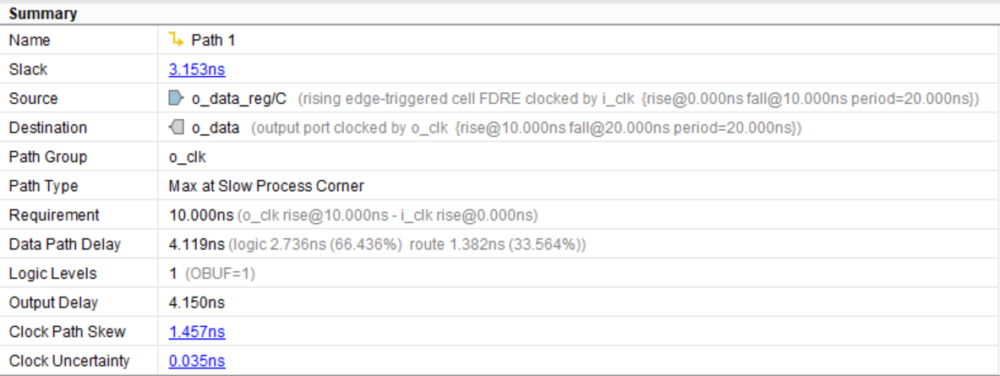 Summary
Name Path 1
Slack 3.153ns
Source o_data_reg/C (rising edge-triggered cell FDRE clocked by i_clk {rise@0.000ns fall@10.000ns period=20.000ns})
Destination o_data (output port clocked by o_clk {rise@10.000ns fall@20.000ns period=20.000ns})
Path Group o_clk
Path Type Max at Slow Process Corner
Requirement 10.000ns (o_clk rise@10.000ns - i_clk rise@0.000ns)
Data Path Delay 4.119ns (logic 2.736ns (66.436%) route 1.382ns (33.564%))
Logic Levels 1 (OBUF=1)
Output Delay 4.150ns
Clock Path Skew 1.457ns
Clock Uncertainty 0.035ns